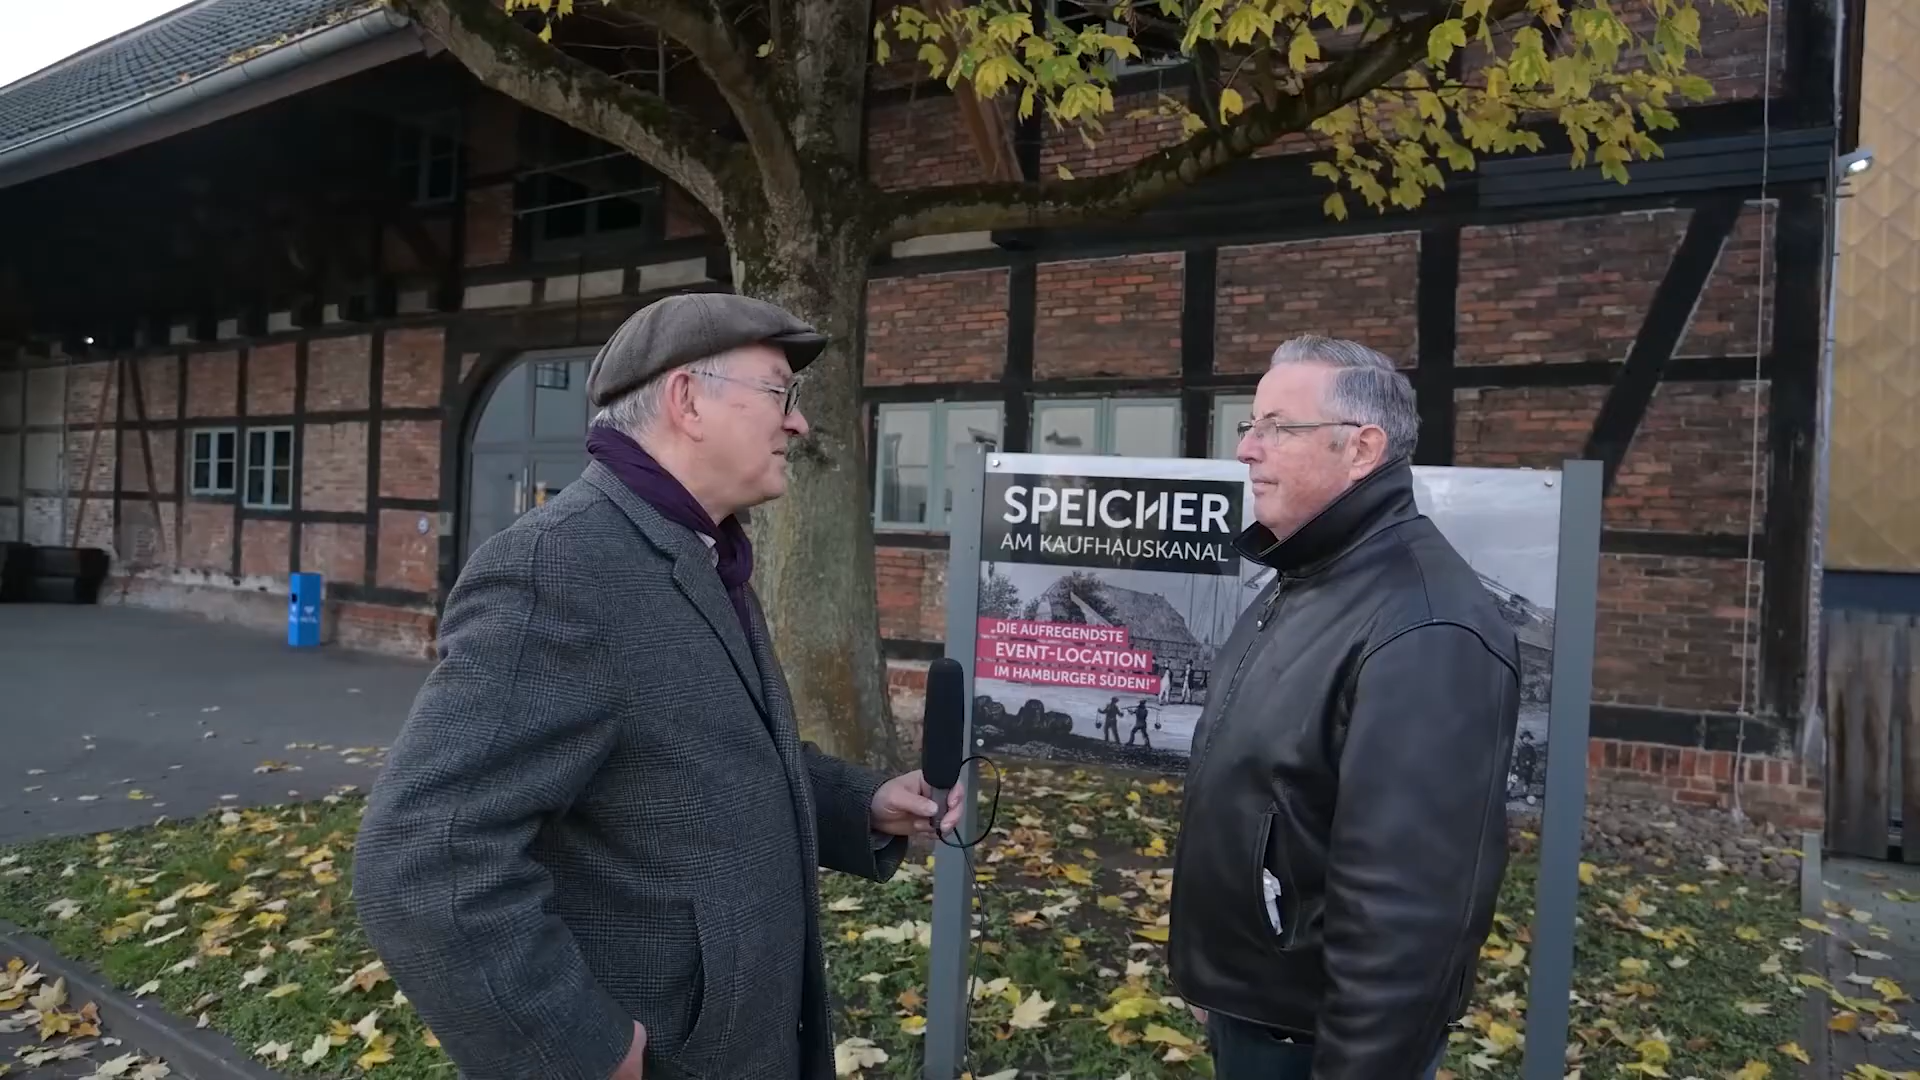 SPEICHER
AM KAUFHAUSKANAL
„DIE AUFREGENDSTE
EVENT-LOCATION
IM HAMBURGER SÜDEN!“